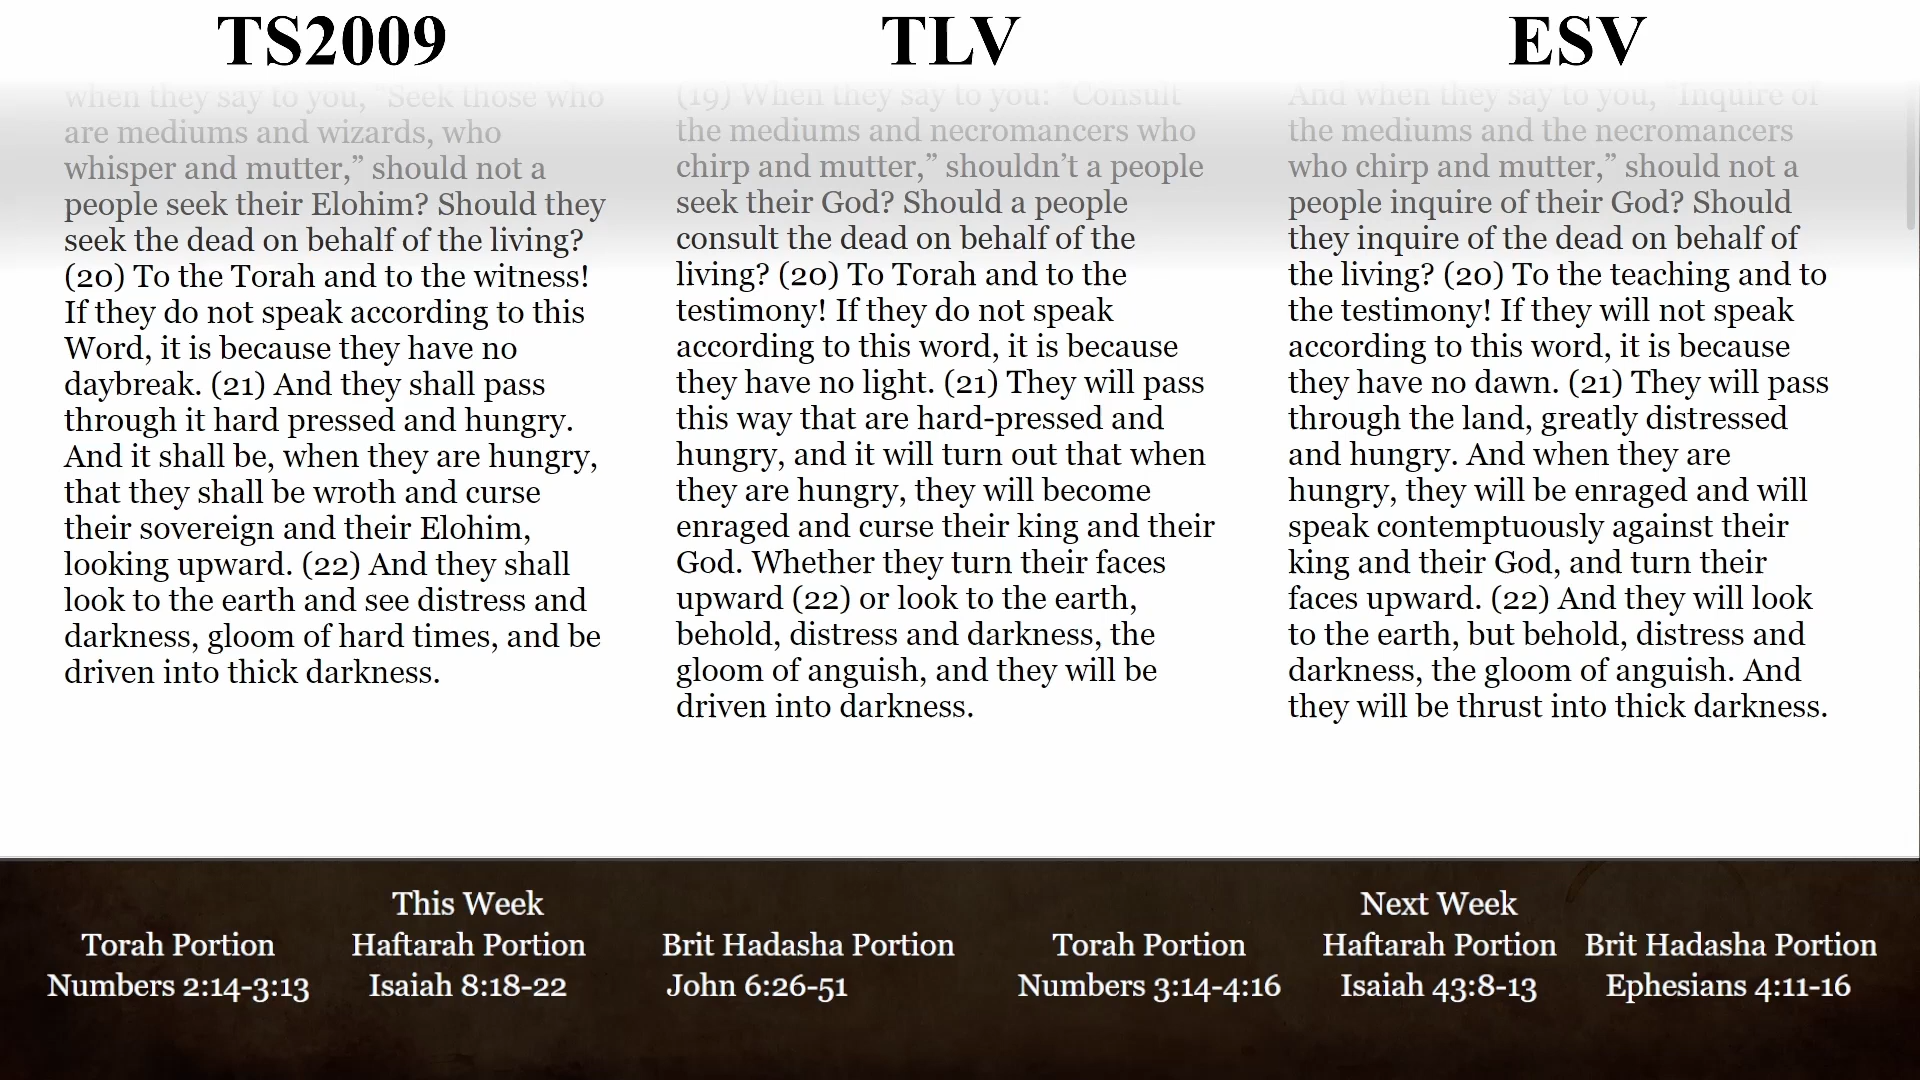 TS2009
when they say to you, “Seek those who
are mediums and wizards, who
whisper and mutter,” should not a
people seek their Elohim? Should they
seek the dead on behalf of the living?
(20) To the Torah and to the witness!
If they do not speak according to this
Word, it is because they have no
daybreak. (21) And they shall pass
through it hard pressed and hungry.
And it shall be, when they are hungry,
that they shall be wroth and curse
their sovereign and their Elohim,
looking upward. (22) And they shall
look to the earth and see distress and
darkness, gloom of hard times, and be
driven into thick darkness.
TLV
(19) When they say to you: “Consult
the mediums and necromancers who
chirp and mutter,” shouldn’t a people
seek their God? Should a people
consult the dead on behalf of the
living? (20) To Torah and to the
testimony! If they do not speak
according to this word, it is because
they have no light. (21) They will pass
this way that are hard-pressed and
hungry, and it will turn out that when
they are hungry, they will become
enraged and curse their king and their
God. Whether they turn their faces
upward (22) or look to the earth,
behold, distress and darkness, the
gloom of anguish, and they will be
driven into darkness.
ESV
And when they say to you, “Inquire of
the mediums and the necromancers
who chirp and mutter,” should not a
people inquire of their God? Should
they inquire of the dead on behalf of
the living? (20) To the teaching and to
the testimony! If they will not speak
according to this word, it is because
they have no dawn. (21) They will pass
through the land, greatly distressed
and hungry. And when they are
hungry, they will be enraged and will
speak contemptuously against their
king and their God, and turn their
faces upward. (22) And they will look
to the earth, but behold, distress and
darkness, the gloom of anguish. And
they will be thrust into thick darkness.
This Week
Torah Portion Haftarah Portion Brit Hadasha Portion
Numbers 2:14-3:13 Isaiah 8:18-22 John 6:26-51
Next Week
Torah Portion Haftarah Portion Brit Hadasha Portion
Numbers 3:14-4:16 Isaiah 43:8-13 Ephesians 4:11-16